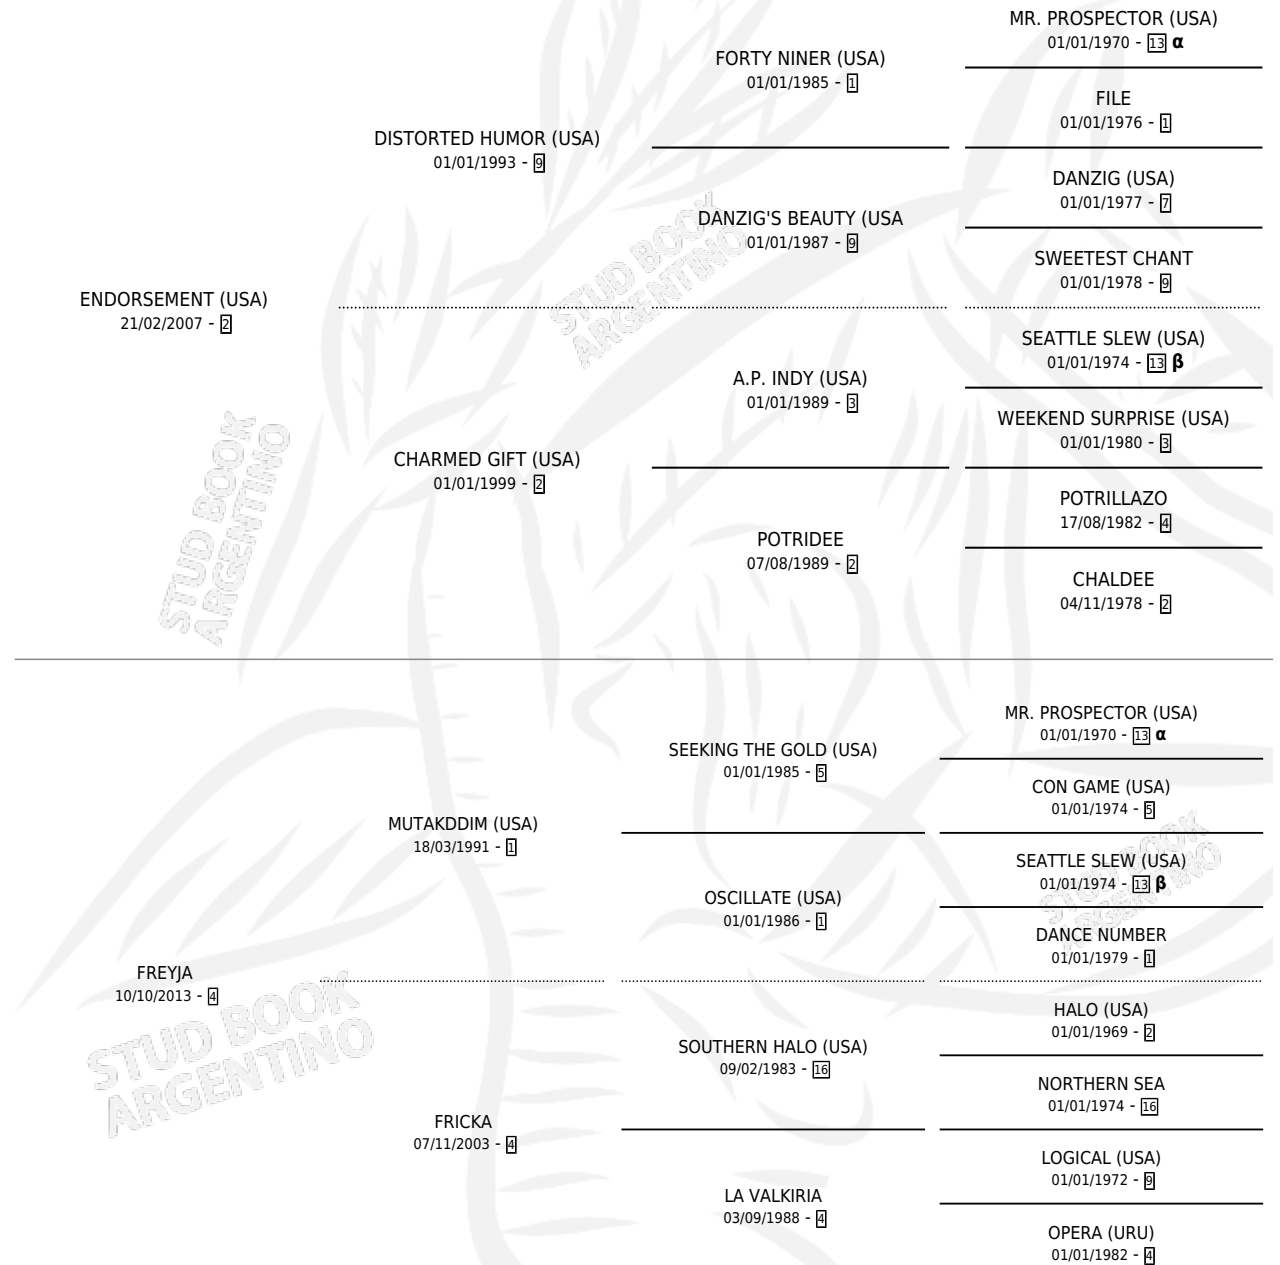 MR. PROSPECTOR (USA)
01/01/1970 - 13 α
FORTY NINER (USA)
01/01/1985 - 1
FILE
01/01/1976 - 1
DISTORTED HUMOR (USA)
01/01/1993 - 9
DANZIG (USA)
01/01/1977 - 7
DANZIG'S BEAUTY (USA
01/01/1987 - 9
SWEETEST CHANT
01/01/1978 - 9
ENDORSEMENT (USA)
21/02/2007 - 2
SEATTLE SLEW (USA)
01/01/1974 - 13 β
A.P. INDY (USA)
01/01/1989 - 3
WEEKEND SURPRISE (USA)
01/01/1980 - 3
CHARMED GIFT (USA)
01/01/1999 - 2
POTRILLAZO
17/08/1982 - 4
POTRIDEE
07/08/1989 - 2
CHALDEE
04/11/1978 - 2
MR. PROSPECTOR (USA)
01/01/1970 - 13 α
SEEKING THE GOLD (USA)
01/01/1985 - 5
CON GAME (USA)
01/01/1974 - 5
MUTAKDDIM (USA)
18/03/1991 - 1
SEATTLE SLEW (USA)
01/01/1974 - 13 β
OSCILLATE (USA)
01/01/1986 - 1
DANCE NUMBER
01/01/1979 - 1
FREYJA
10/10/2013 - 4
HALO (USA)
01/01/1969 - 2
SOUTHERN HALO (USA)
09/02/1983 - 16
NORTHERN SEA
01/01/1974 - 16
FRICKA
07/11/2003 - 4
LOGICAL (USA)
01/01/1972 - 9
LA VALKIRIA
03/09/1988 - 4
OPERA (URU)
01/01/1982 - 4
STUD BOOK
ARGENTINO
STUD BOOK
ARGENTINO
STUD BOOK
ARGENTINO
STUD BOOK
ARGENTINO